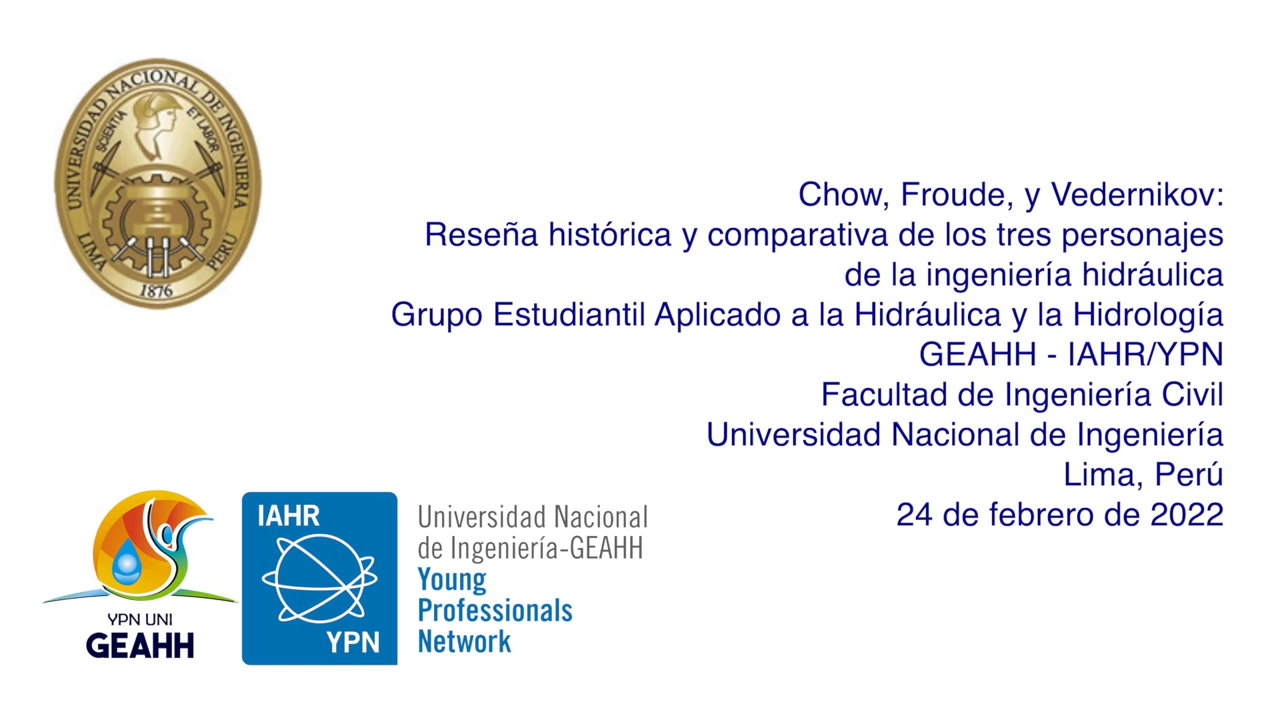 UNIVERSIDAD NACIONAL DE INGENIERIA
SCIENTIA ET LABOR
LIMA PERU
1876
Chow, Froude, y Vedernikov:
Reseña histórica y comparativa de los tres personajes
de la ingeniería hidráulica
Grupo Estudiantil Aplicado a la Hidráulica y la Hidrología
GEAHH - IAHR/YPN
Facultad de Ingeniería Civil
Universidad Nacional de Ingeniería
Lima, Perú
24 de febrero de 2022
YPN UNI
GEAHH
IAHR
YPN
Universidad Nacional
de Ingeniería-GEAHH
Young
Professionals
Network